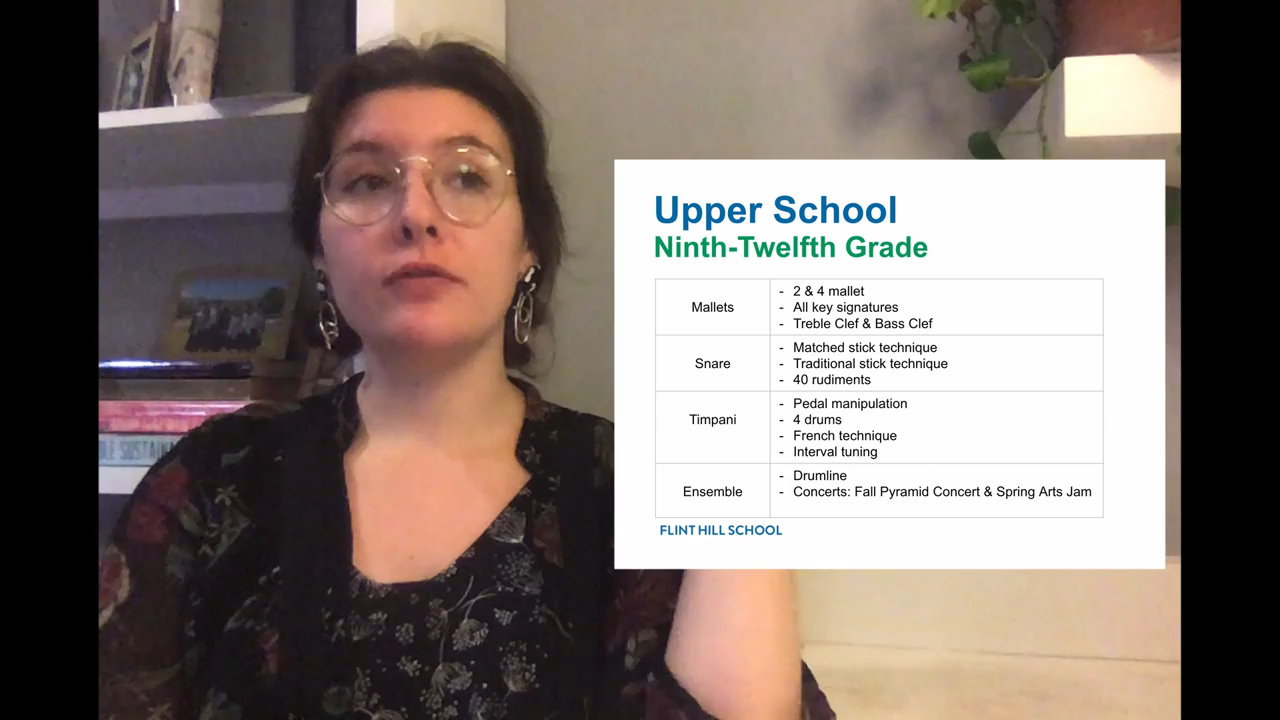 Upper School
Ninth-Twelfth Grade
Mallets
- 2 & 4 mallet
- All key signatures
- Treble Clef & Bass Clef
Snare
- Matched stick technique
- Traditional stick technique
- 40 rudiments
Timpani
- Pedal manipulation
- 4 drums
- French technique
- Interval tuning
Ensemble
- Drumline
- Concerts: Fall Pyramid Concert & Spring Arts Jam
FLINT HILL SCHOOL